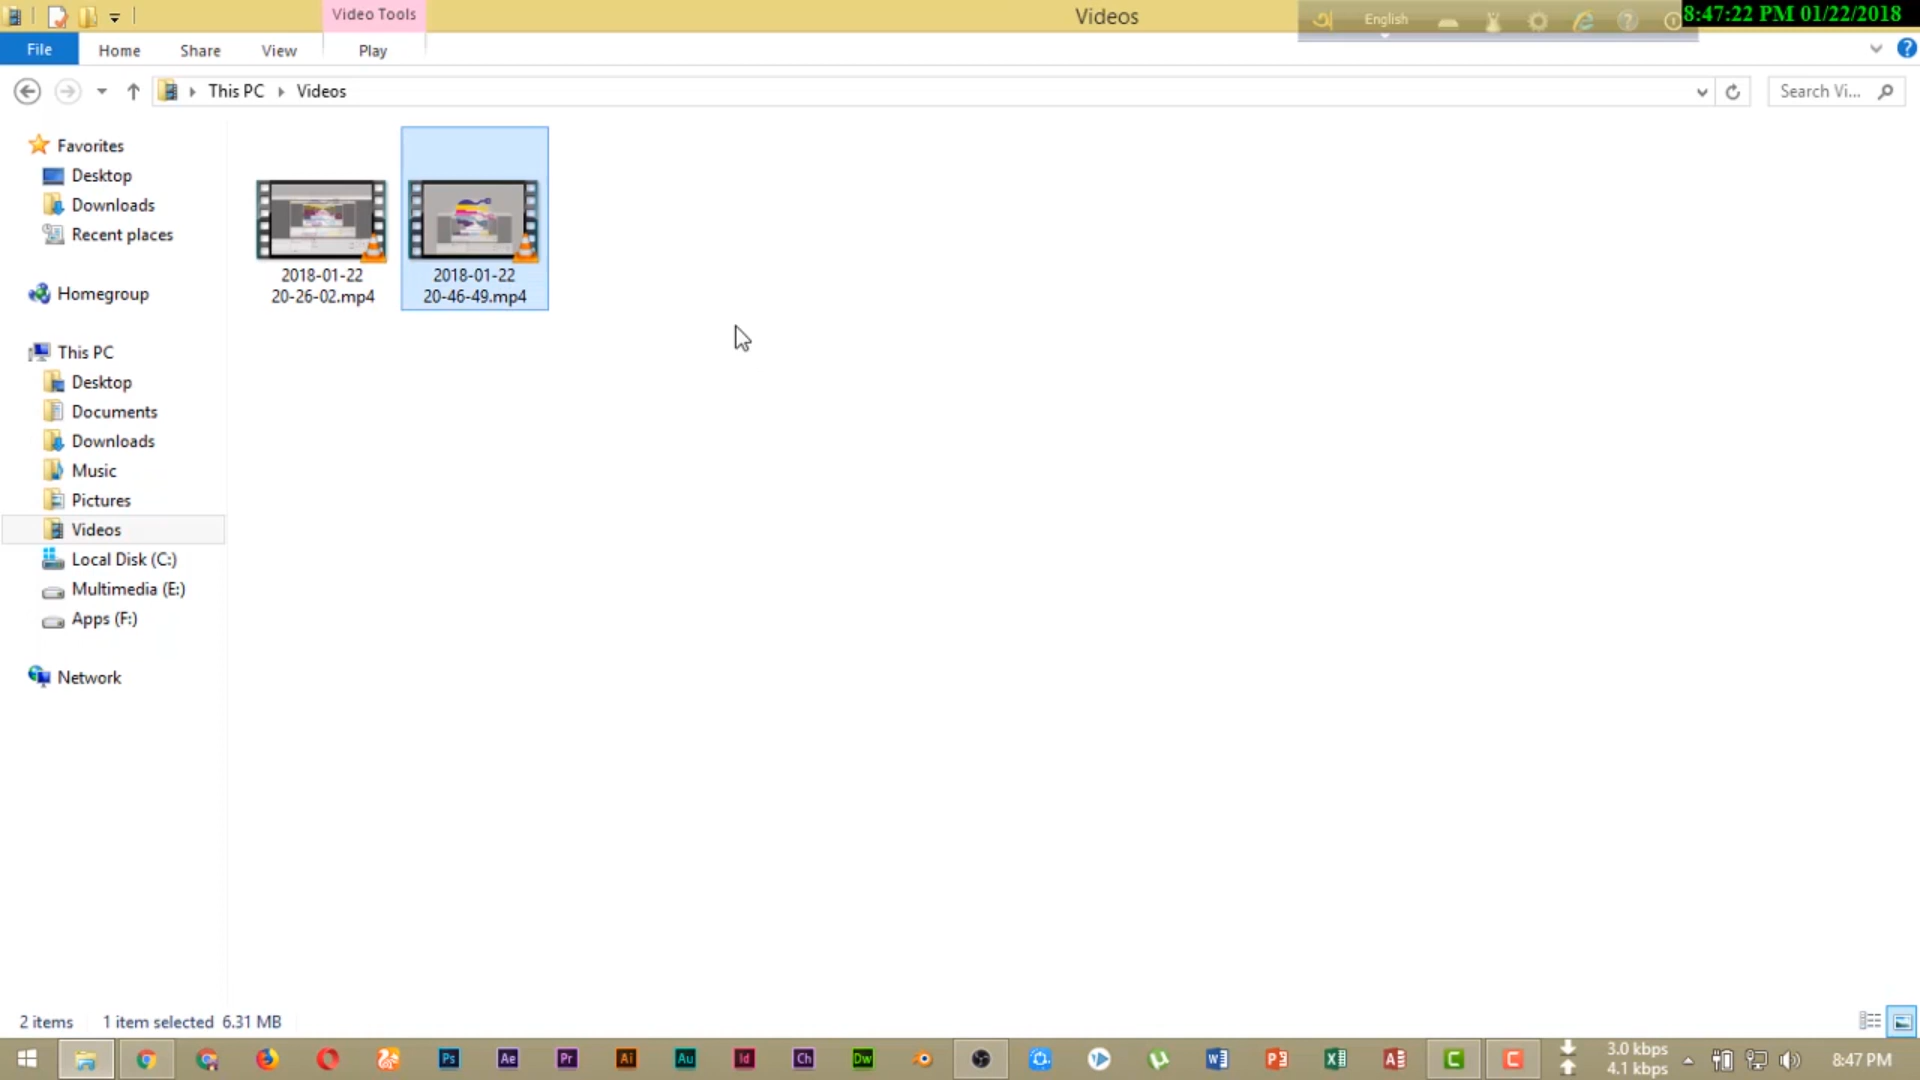 Video Tools
Videos
English
8:47:22 PM 01/22/2018
File
Home
Share
View
Play
This PC
Videos
Search Vi...
Favorites
Desktop
Downloads
Recent places
Homegroup
This PC
Desktop
Documents
Downloads
Music
Pictures
Videos
Local Disk (C:)
Multimedia (E:)
Apps (F:)
Network
2018-01-22
20-26-02.mp4
2018-01-22
20-46-49.mp4
2 items
1 item selected 6.31 MB
Ps
Ae
Pr
Ai
Au
Id
Ch
Dw
3.0 kbps
4.1 kbps
8:47 PM